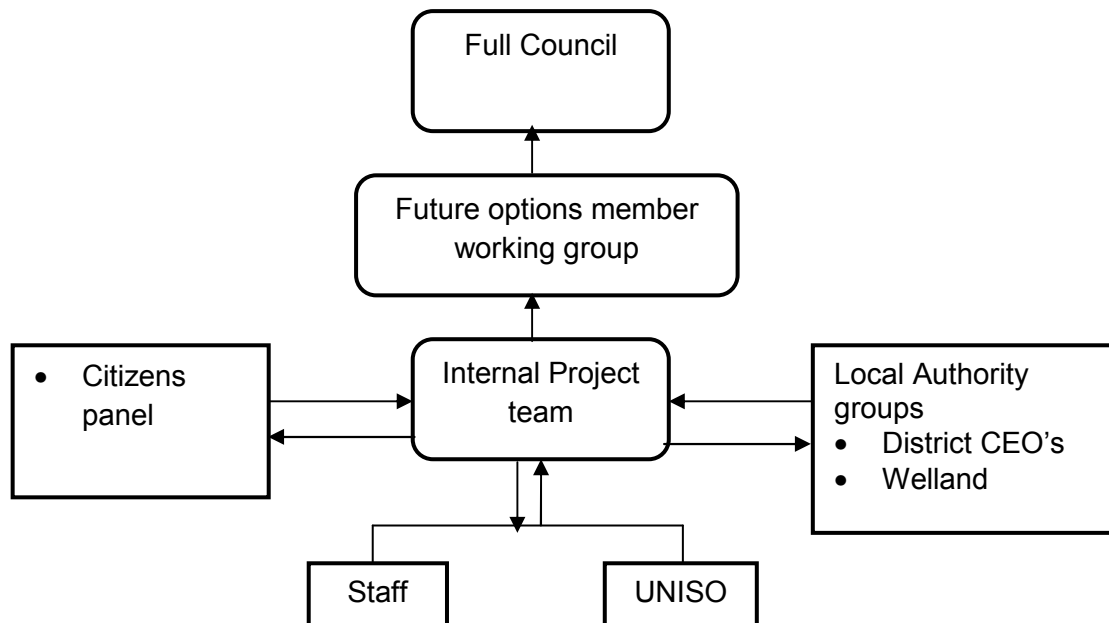 Full Council
Future options member
working group
Internal Project
team
• Citizens
panel
Local Authority
groups
• District CEO’s
• Welland
Staff
UNISO